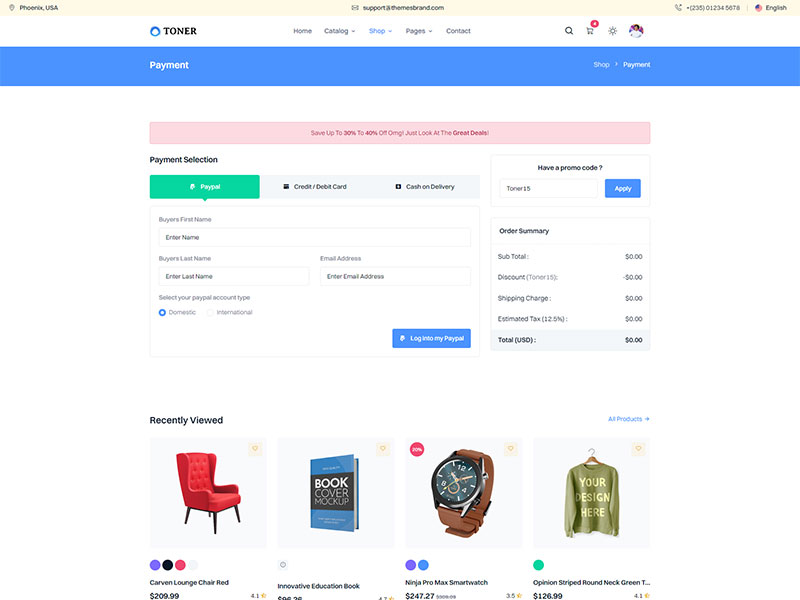 Phoenix, USA
support@themesbrand.com
+(235) 01234 5678
English
TONER
Home
Catalog
Shop
Pages
Contact
4
Payment
Shop
Payment
Save Up To 30% To 40% Off Omg! Just Look At The Great Deals!
Payment Selection
Paypal
Credit / Debit Card
Cash on Delivery
Buyers First Name
Enter Name
Buyers Last Name
Email Address
Enter Last Name
Enter Email Address
Select your paypal account type
Domestic
International
Log into my Paypal
Have a promo code ?
Toner15
Apply
Order Summary
Sub Total : $0.00
Discount (Toner15): -$0.00
Shipping Charge : $0.00
Estimated Tax (12.5%) : $0.00
Total (USD) : $0.00
Recently Viewed
All Products
BOOK
COVER
MOCKUP
20%
YOUR
DESIGN
HERE
Carven Lounge Chair Red
$209.99
4.1
Innovative Education Book
$96.26
4.7
Ninja Pro Max Smartwatch
$247.27
3.5
Opinion Striped Round Neck Green T...
$126.99
4.1